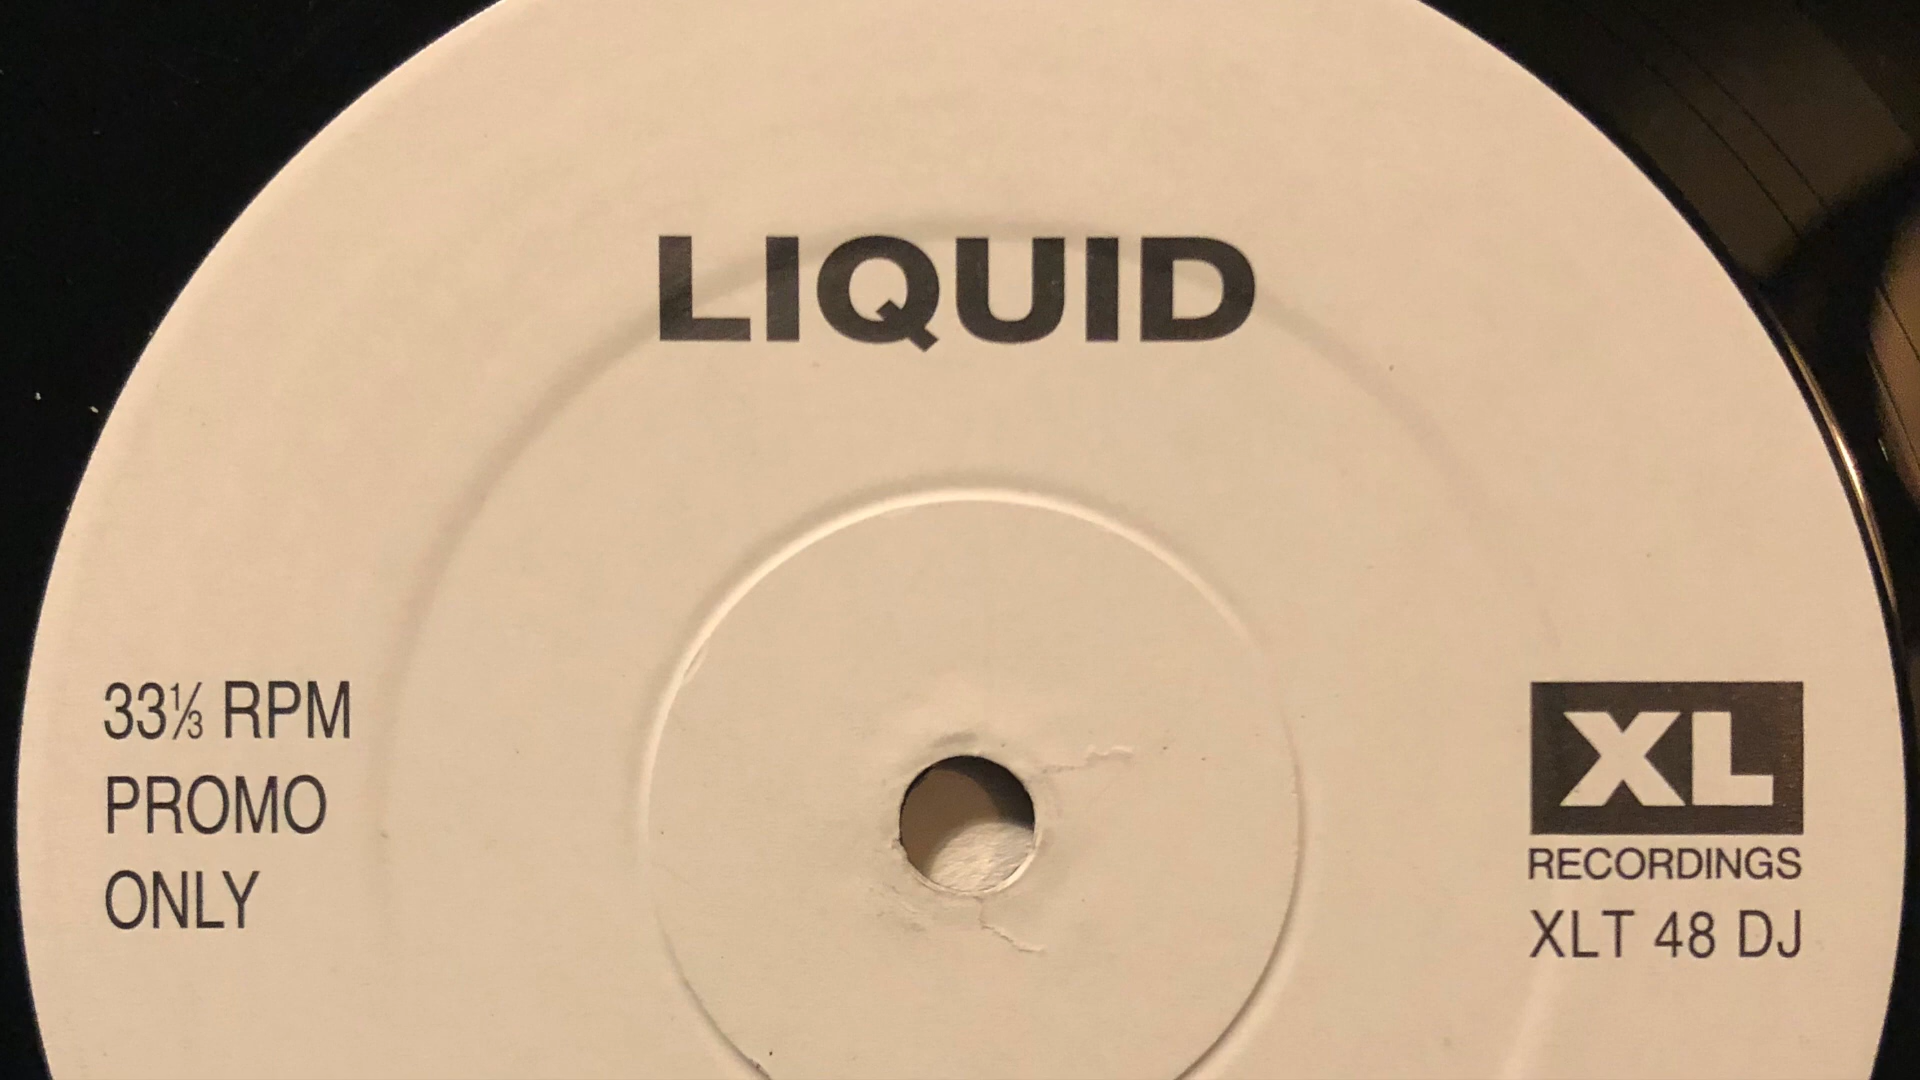 LIQUID
33⅓ RPM
PROMO
ONLY
XL
RECORDINGS
XLT 48 DJ